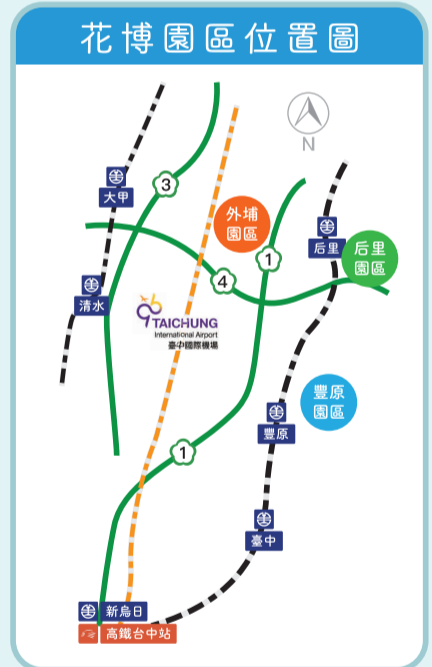 花博園區位置圖
N
大甲
3
外埔
園區
后里
后里
園區
1
4
清水
TAICHUNG
International Airport
臺中國際機場
豐原
園區
豐原
1
臺中
新烏日
高鐵台中站